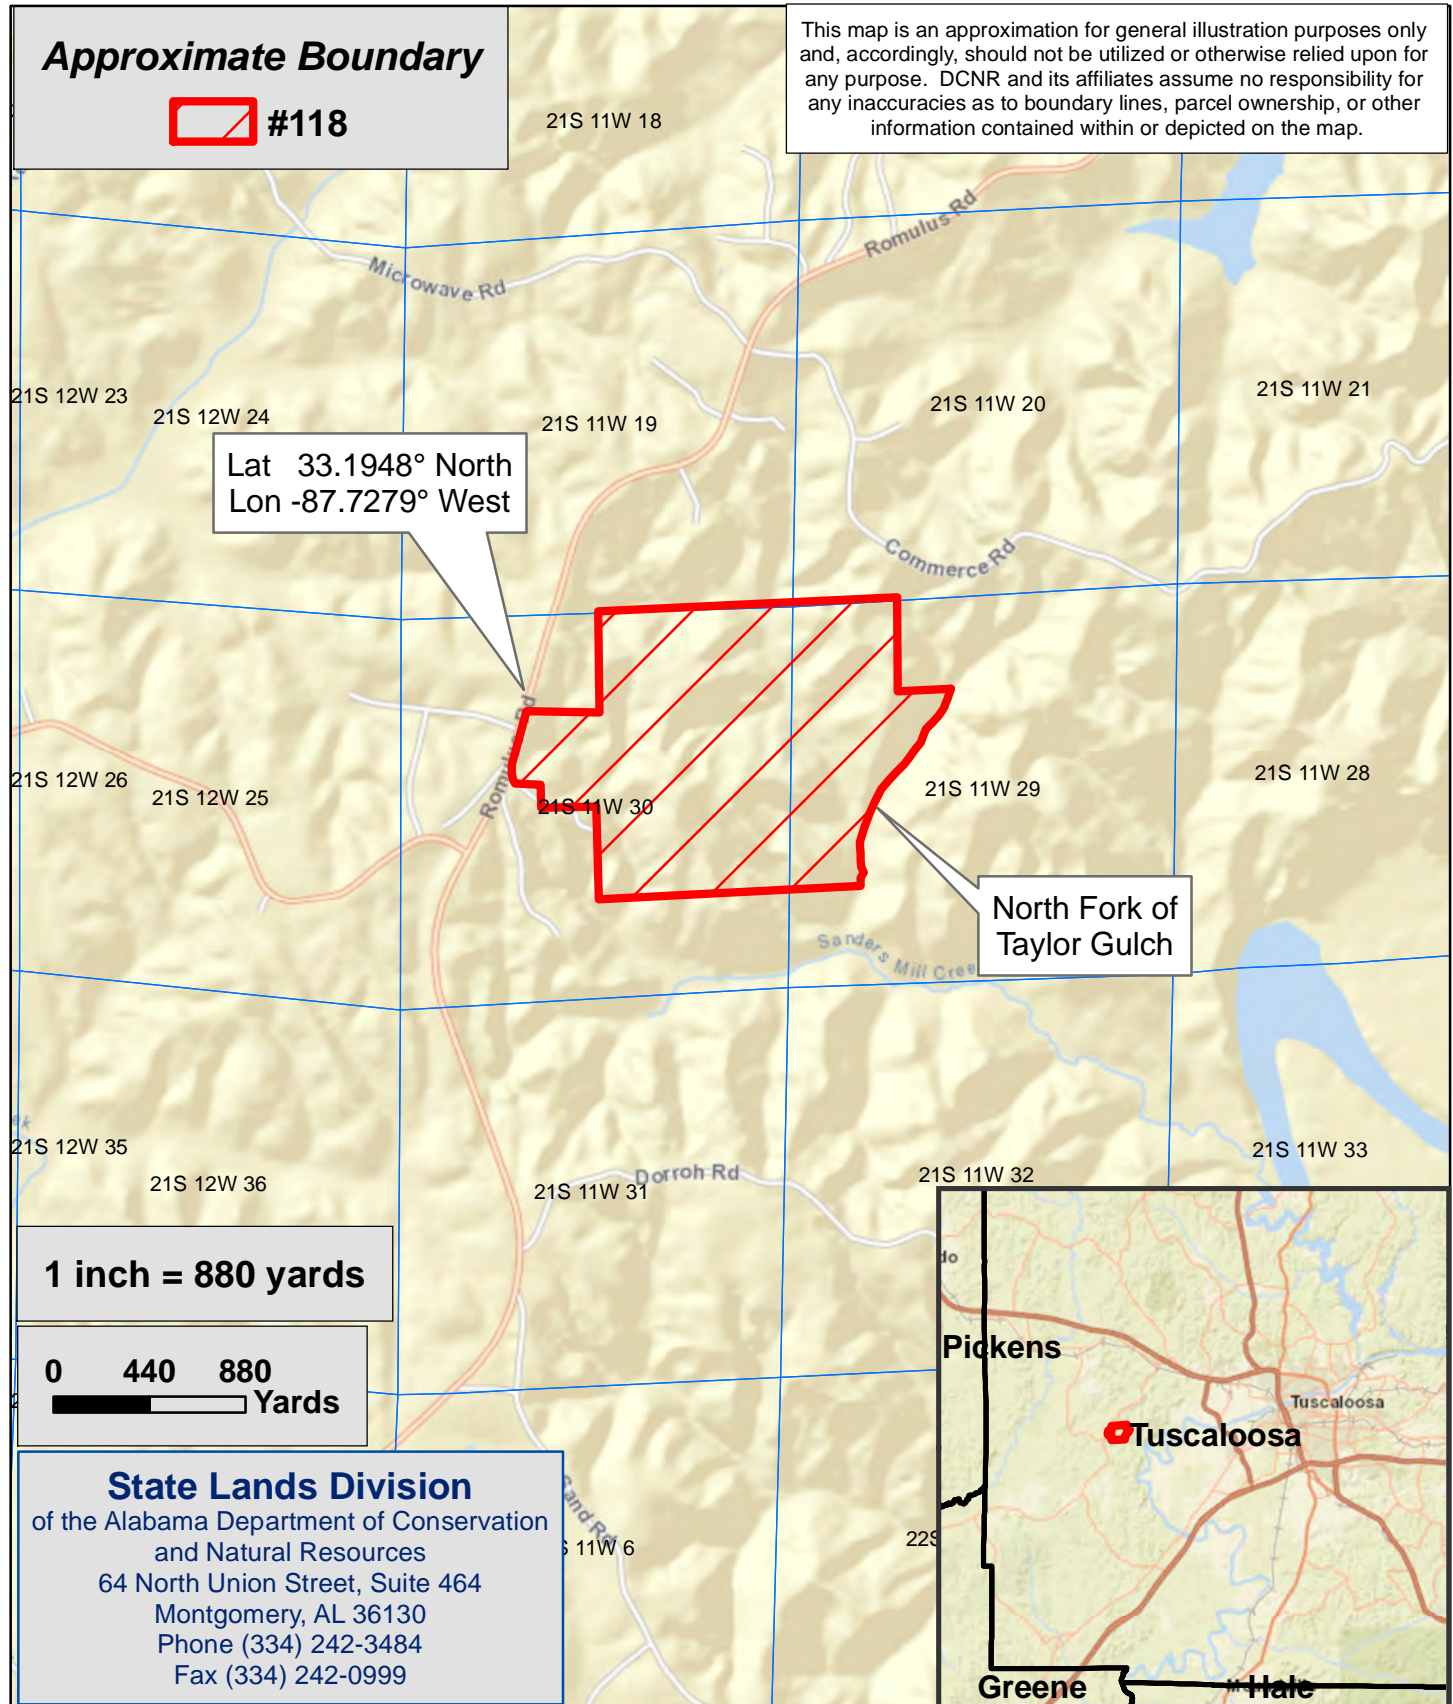 Approximate Boundary
#118
This map is an approximation for general illustration purposes only
and, accordingly, should not be utilized or otherwise relied upon for
any purpose. DCNR and its affiliates assume no responsibility for
any inaccuracies as to boundary lines, parcel ownership, or other
information contained within or depicted on the map.
21S 11W 18
Romulus Rd
Microwave Rd
21S 12W 23
21S 12W 24
21S 11W 19
21S 11W 20
21S 11W 21
Lat 33.1948° North
Lon -87.7279° West
Commerce Rd
Romulus Rd
21S 12W 26
21S 12W 25
21S 11W 30
21S 11W 29
21S 11W 28
North Fork of
Taylor Gulch
Sanders Mill Cree
21S 12W 35
21S 12W 36
21S 11W 31
Dorroh Rd
21S 11W 32
21S 11W 33
1 inch = 880 yards
0 440 880
Yards
State Lands Division
of the Alabama Department of Conservation
and Natural Resources
64 North Union Street, Suite 464
Montgomery, AL 36130
Phone (334) 242-3484
Fax (334) 242-0999
Sand Rd
S 11W 6
22S
do
Pickens
Tuscaloosa
Tuscaloosa
Greene
Hale